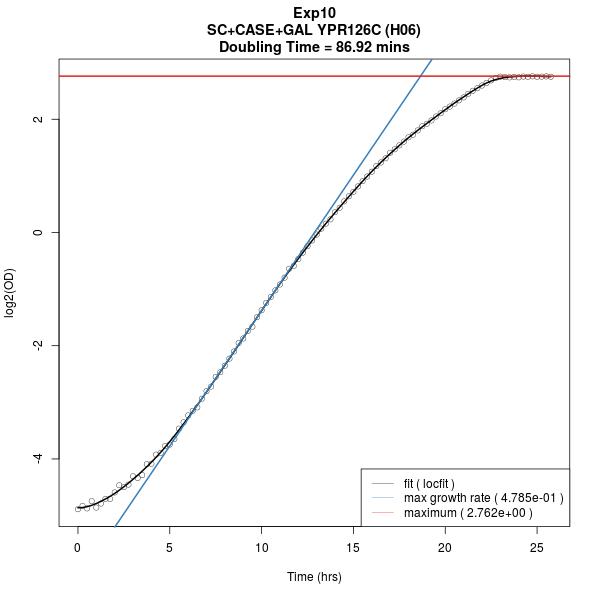 Exp10
SC+CASE+GAL YPR126C (H06)
Doubling Time = 86.92 mins
log2(OD)
2
0
-2
-4
fit ( locfit )
max growth rate ( 4.785e-01 )
maximum ( 2.762e+00 )
0 5 10 15 20 25
Time (hrs)